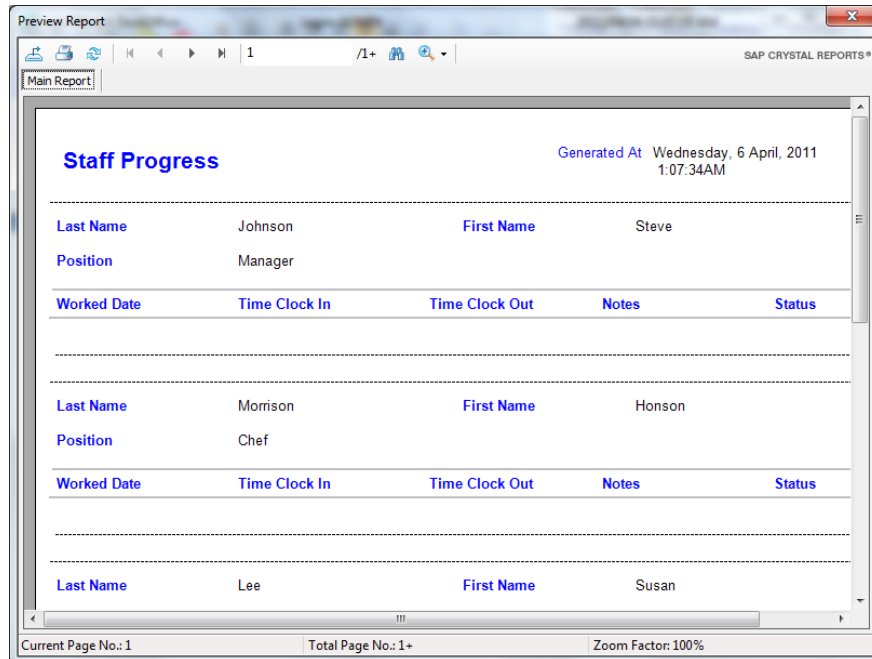 Preview Report
1 /1+ SAP CRYSTAL REPORTS®
Main Report
Staff Progress Generated At Wednesday, 6 April, 2011
1:07:34AM
Last Name Johnson First Name Steve
Position Manager
Worked Date Time Clock In Time Clock Out Notes Status
Last Name Morrison First Name Honson
Position Chef
Worked Date Time Clock In Time Clock Out Notes Status
Last Name Lee First Name Susan
Current Page No.: 1 Total Page No.: 1+ Zoom Factor: 100%